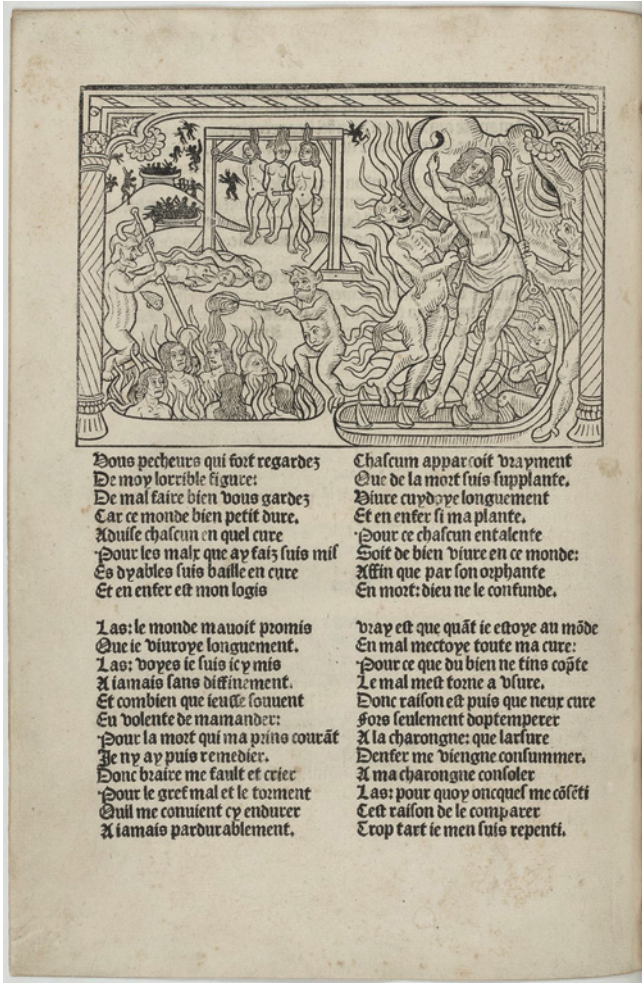 Vous pecheurs qui fort regardez
De moy lorrible figure:
De mal faire bien vous gardez
Car ce monde bien petit dure.
Aduise chascun en quel cure
Pour les malx que ay faiz suis mis
Es dyables suis baille en cure
Et en enfer est mon logis
Las: le monde mauoit promis
Que ie viuroye longuement.
Las: voyes ie suis icy mis
A iamais sans diffinement.
Et combien que ieusse souuent
Eu volente de mamander:
Pour la mort qui ma prins courãt
Je ny ay puis remedier.
Donc braire me fault et crier
Pour le gref mal et le torment
Quil me conuient cy endurer
A iamais pardurablement.
Chascum apparcoit vrayment
Que de la mort suis supplante.
Viure cuydoye longuement
Et en enfer si ma plante.
Pour ce chascun entalente
Soit de bien viure en ce monde:
Affin que par son orphante
En mort: dieu ne le confunde.
vray est que quãt ie estoye au mõde
En mal mectoye toute ma cure:
Pour ce que du bien ne tins cõpte
Le mal mest torne a vsure.
Donc raison est puis que neux cure
Fors seulement doptemperer
A la charongne: que larsure
Denfer me viengne consummer.
A ma charongne consoler
Las: pour quoy oncques me cõsẽti
Cest raison de le comparer
Trop tart ie men suis repenti.